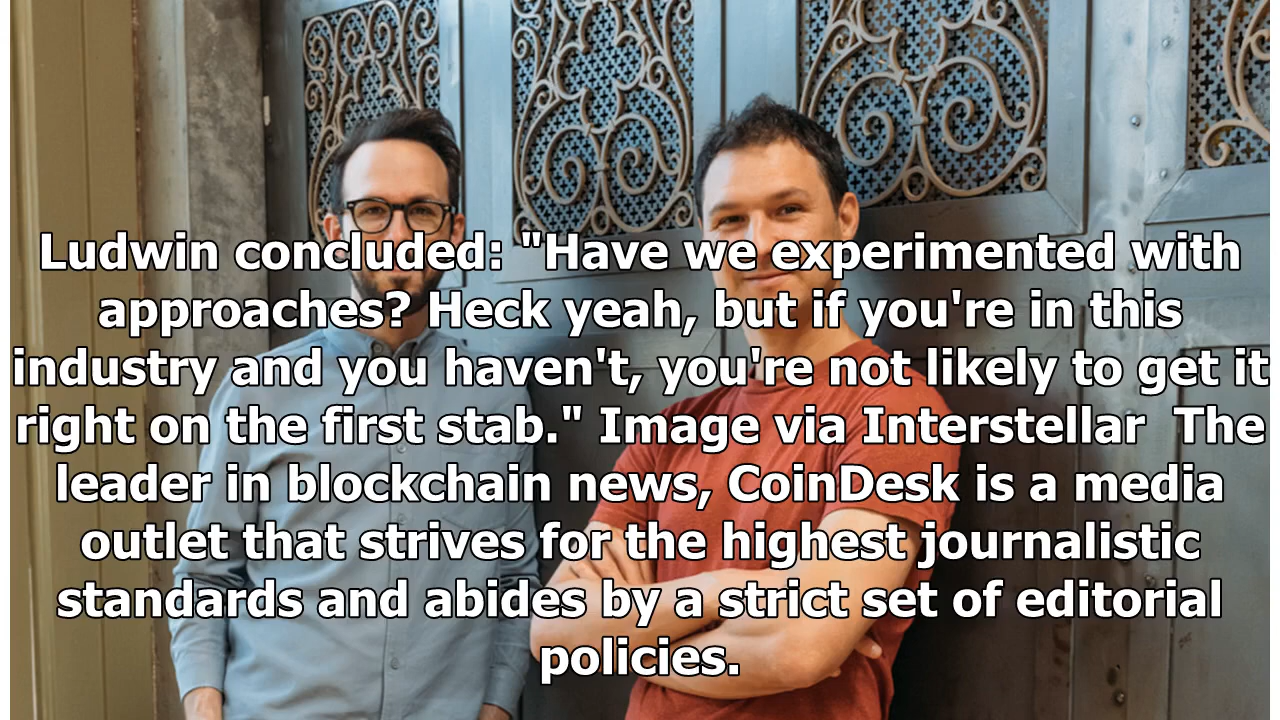 Ludwin concluded: "Have we experimented with
approaches? Heck yeah, but if you're in this
industry and you haven't, you're not likely to get it
right on the first stab." Image via Interstellar  The
leader in blockchain news, CoinDesk is a media
outlet that strives for the highest journalistic
standards and abides by a strict set of editorial
policies.